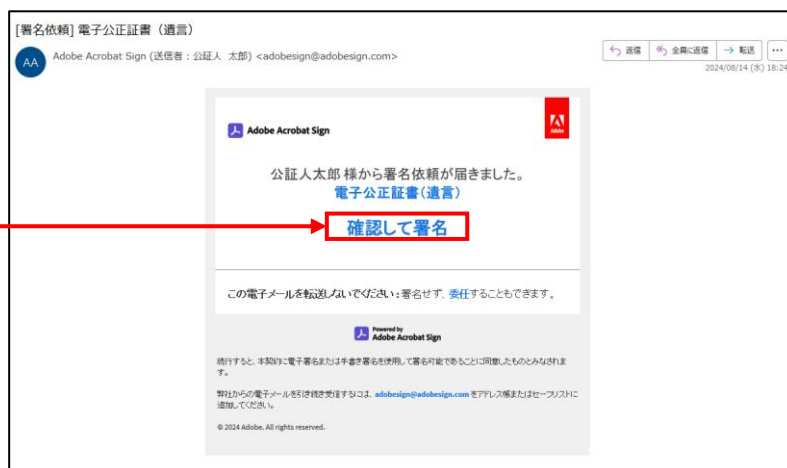 [署名依頼] 電子公正証書（遺言）
AA
Adobe Acrobat Sign (送信者：公証人 太郎) <adobesign@adobesign.com>
返信 全員に返信 転送 …
2024/08/14 (水) 18:24
Adobe Acrobat Sign
Adobe
公証人太郎 様から署名依頼が届きました。
電子公正証書（遺言）
確認して署名
この電子メールを転送しないでください：署名せず、委任することもできます。
Powered by
Adobe Acrobat Sign
続行すると、本契約に電子署名または手書き署名を使用して署名可能であることに同意したものとみなされま
す。
弊社からの電子メールを引き続き受信するには、adobesign@adobesign.com をアドレス帳またはセーフリストに
追加してください。
© 2024 Adobe. All rights reserved.